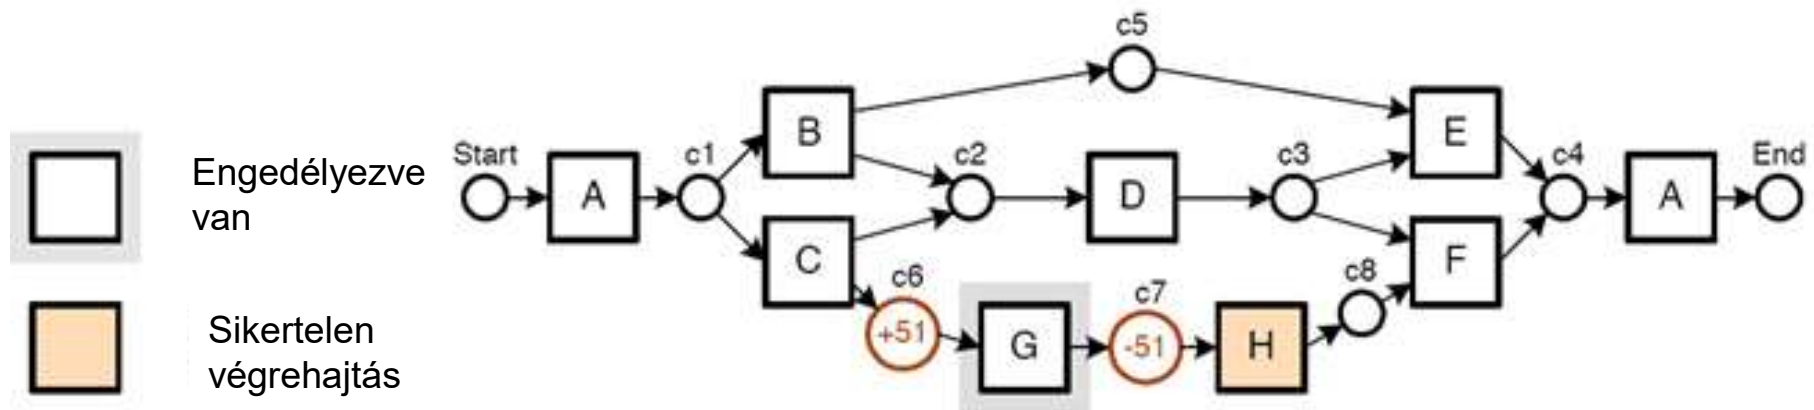 Engedélyezve
van
Sikertelen
végrehajtás
Start
A
c1
B
C
c2
c5
c6
+51
G
c7
-51
D
H
c3
c8
E
F
c4
A
End